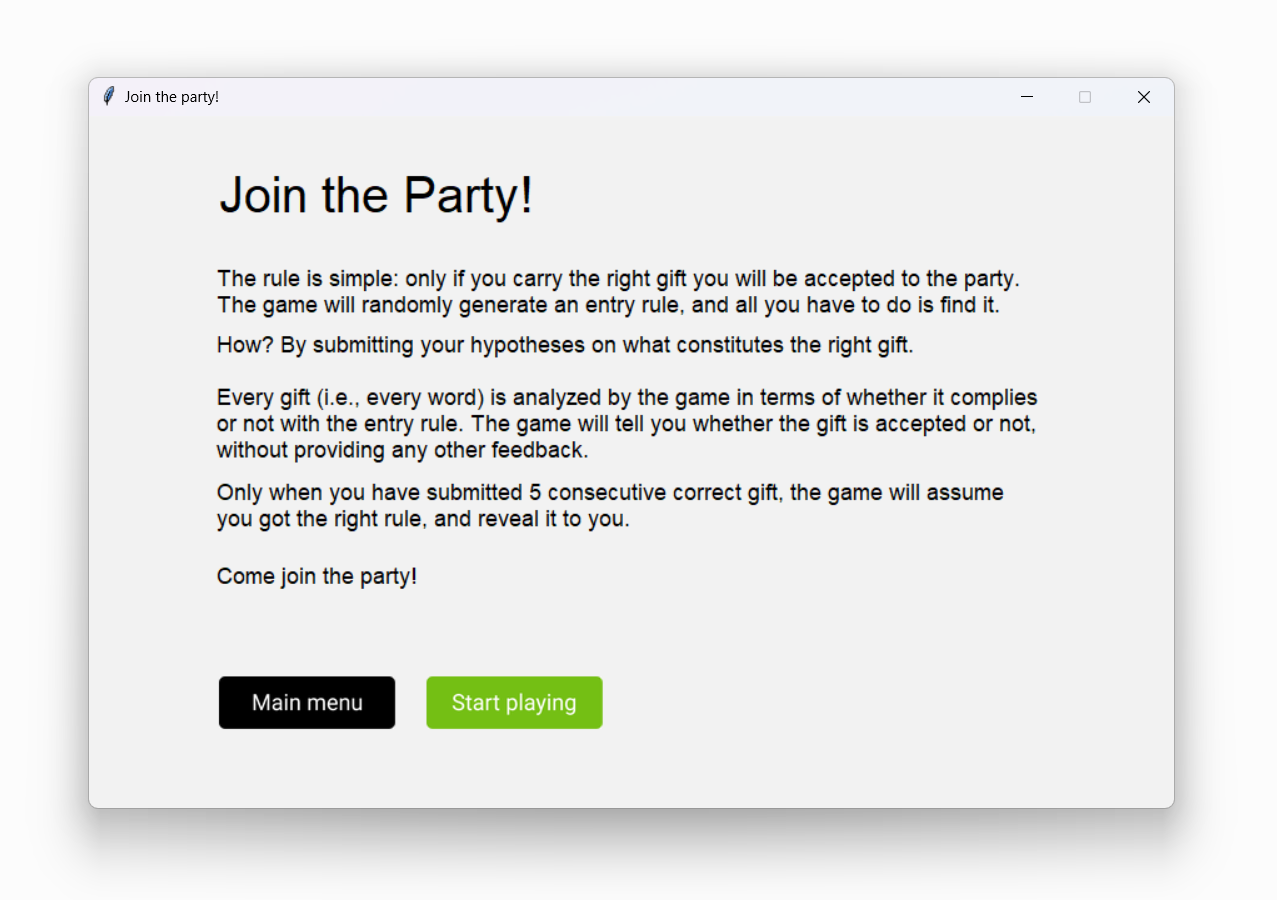 Join the party!
Join the Party!
The rule is simple: only if you carry the right gift you will be accepted to the party.
The game will randomly generate an entry rule, and all you have to do is find it.
How? By submitting your hypotheses on what constitutes the right gift.
Every gift (i.e., every word) is analyzed by the game in terms of whether it complies
or not with the entry rule. The game will tell you whether the gift is accepted or not,
without providing any other feedback.
Only when you have submitted 5 consecutive correct gift, the game will assume
you got the right rule, and reveal it to you.
Come join the party!
Main menu
Start playing